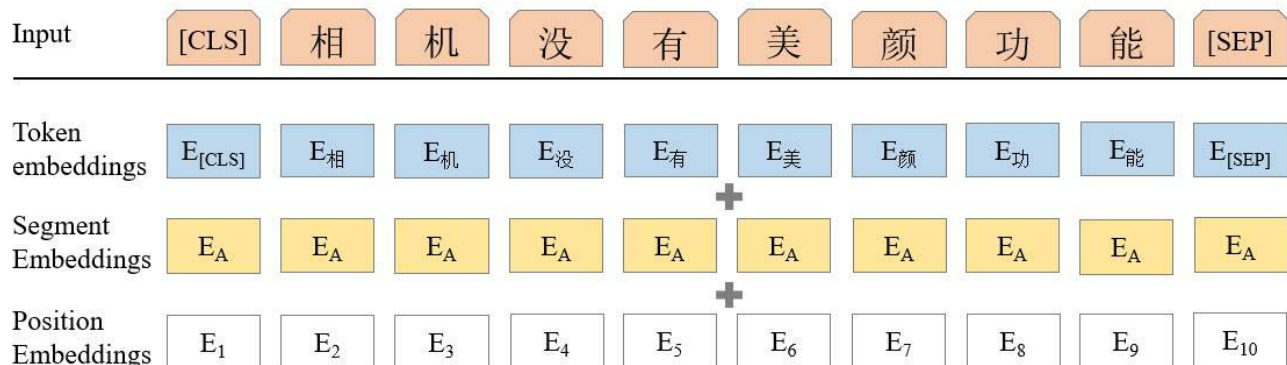 Input [CLS] 相 机 没 有 美 颜 功 能 [SEP]
Token embeddings E[CLS] E相 E机 E没 E有 E美 E颜 E功 E能 E[SEP]
Segment Embeddings EA EA EA EA EA EA EA EA EA EA
Position Embeddings E1 E2 E3 E4 E5 E6 E7 E8 E9 E10